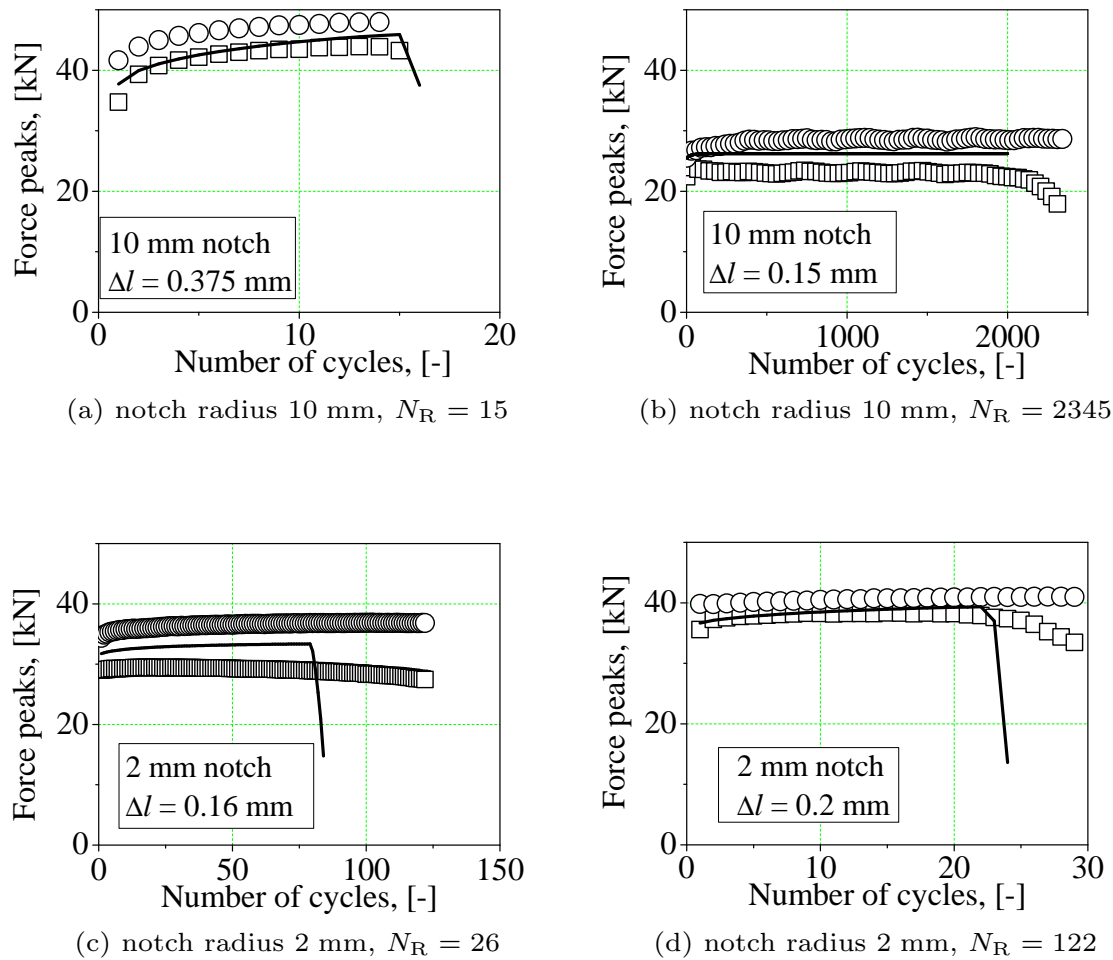 40
20
0
Force peaks, [kN]
10 mm notch
Δl = 0.375 mm
0 10 20
Number of cycles, [-]
(a) notch radius 10 mm, N_R = 15
40
20
0
Force peaks, [kN]
10 mm notch
Δl = 0.15 mm
0 1000 2000
Number of cycles, [-]
(b) notch radius 10 mm, N_R = 2345
40
20
0
Force peaks, [kN]
2 mm notch
Δl = 0.16 mm
0 50 100 150
Number of cycles, [-]
(c) notch radius 2 mm, N_R = 26
40
20
0
Force peaks, [kN]
2 mm notch
Δl = 0.2 mm
0 10 20 30
Number of cycles, [-]
(d) notch radius 2 mm, N_R = 122